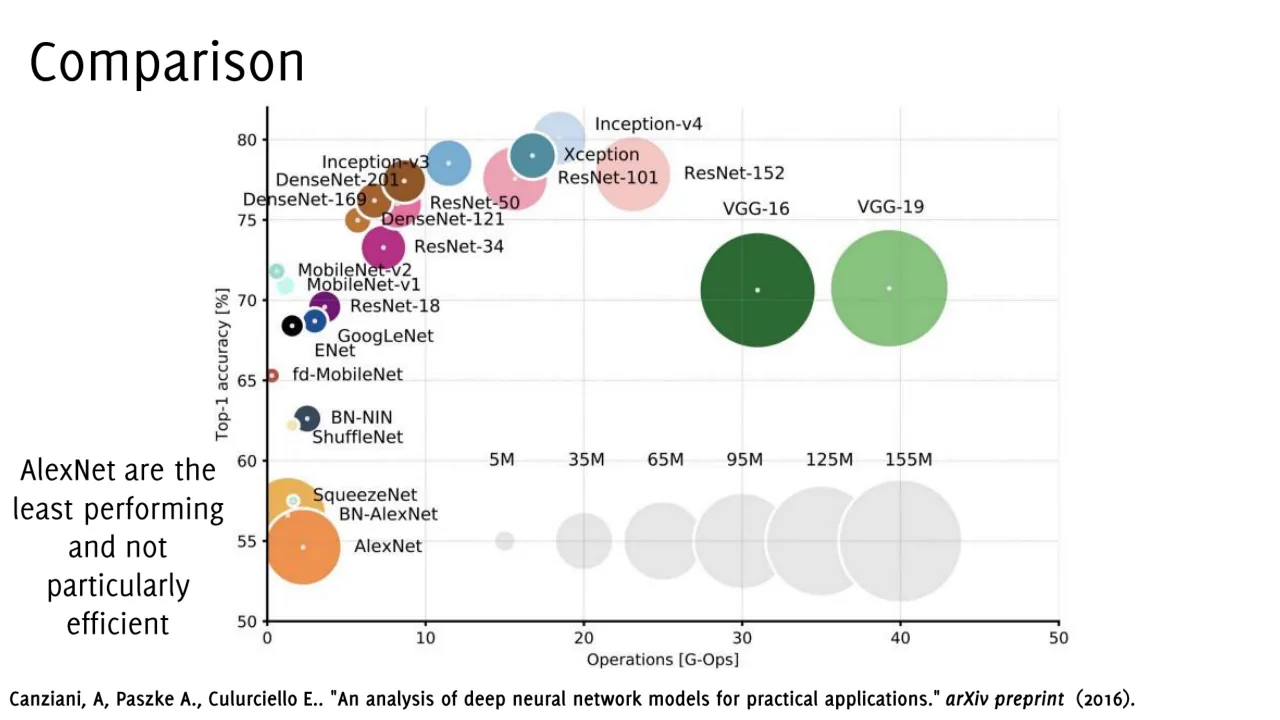 Comparison
80
75
70
65
60
55
50
Top-1 accuracy [%]
Inception-v4
Xception
Inception-v3
ResNet-152
ResNet-101
DenseNet-201
DenseNet-169
ResNet-50
VGG-16
VGG-19
DenseNet-121
ResNet-34
MobileNet-v2
MobileNet-v1
ResNet-18
GoogLeNet
ENet
fd-MobileNet
BN-NIN
ShuffleNet
5M 35M 65M 95M 125M 155M
SqueezeNet
BN-AlexNet
AlexNet
AlexNet are the
least performing
and not
particularly
efficient
0 10 20 30 40 50
Operations [G-Ops]
Canziani, A, Paszke A., Culurciello E.. "An analysis of deep neural network models for practical applications." arXiv preprint (2016).